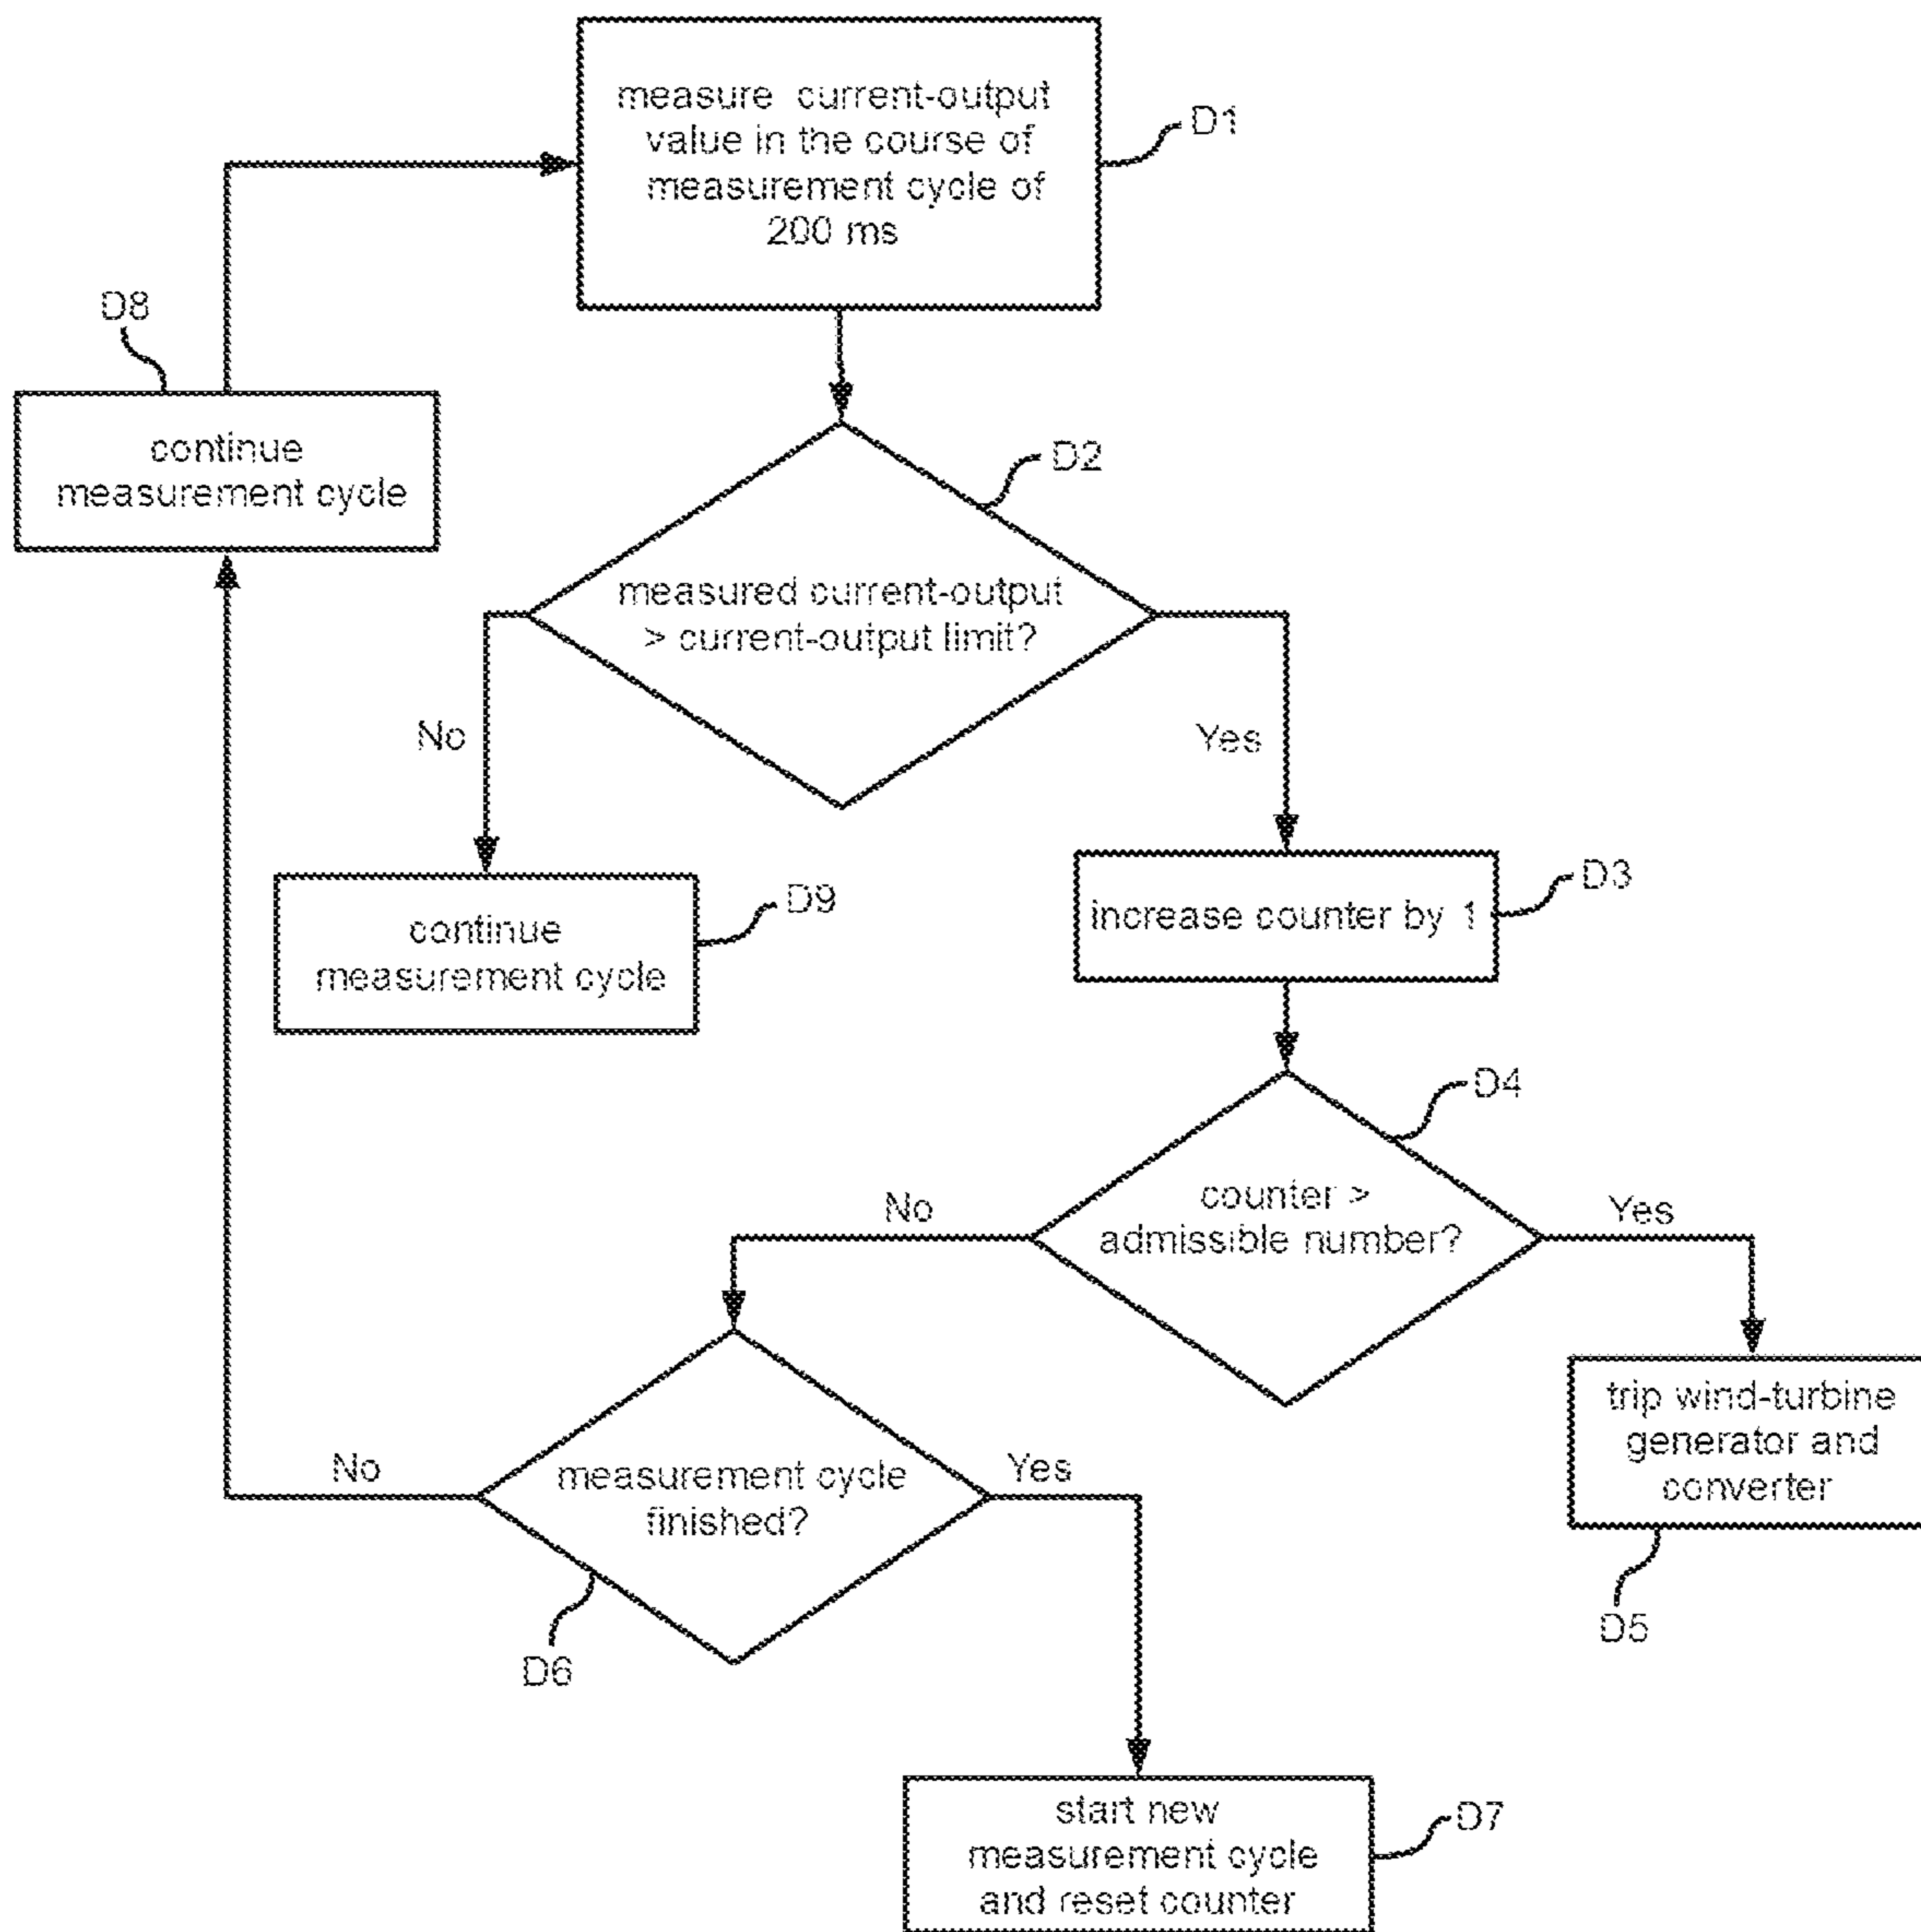 measure current-output
value in the course of
measurement cycle of
200 ms
D1
D8
continue
measurement cycle
D2
measured current-output
> current-output limit?
No
Yes
continue
measurement cycle
D9
increase counter by 1
D3
D4
counter >
admissible number?
No
Yes
trip wind-turbine
generator and
converter
D5
measurement cycle
finished?
No
Yes
D6
start new
measurement cycle
and reset counter
D7